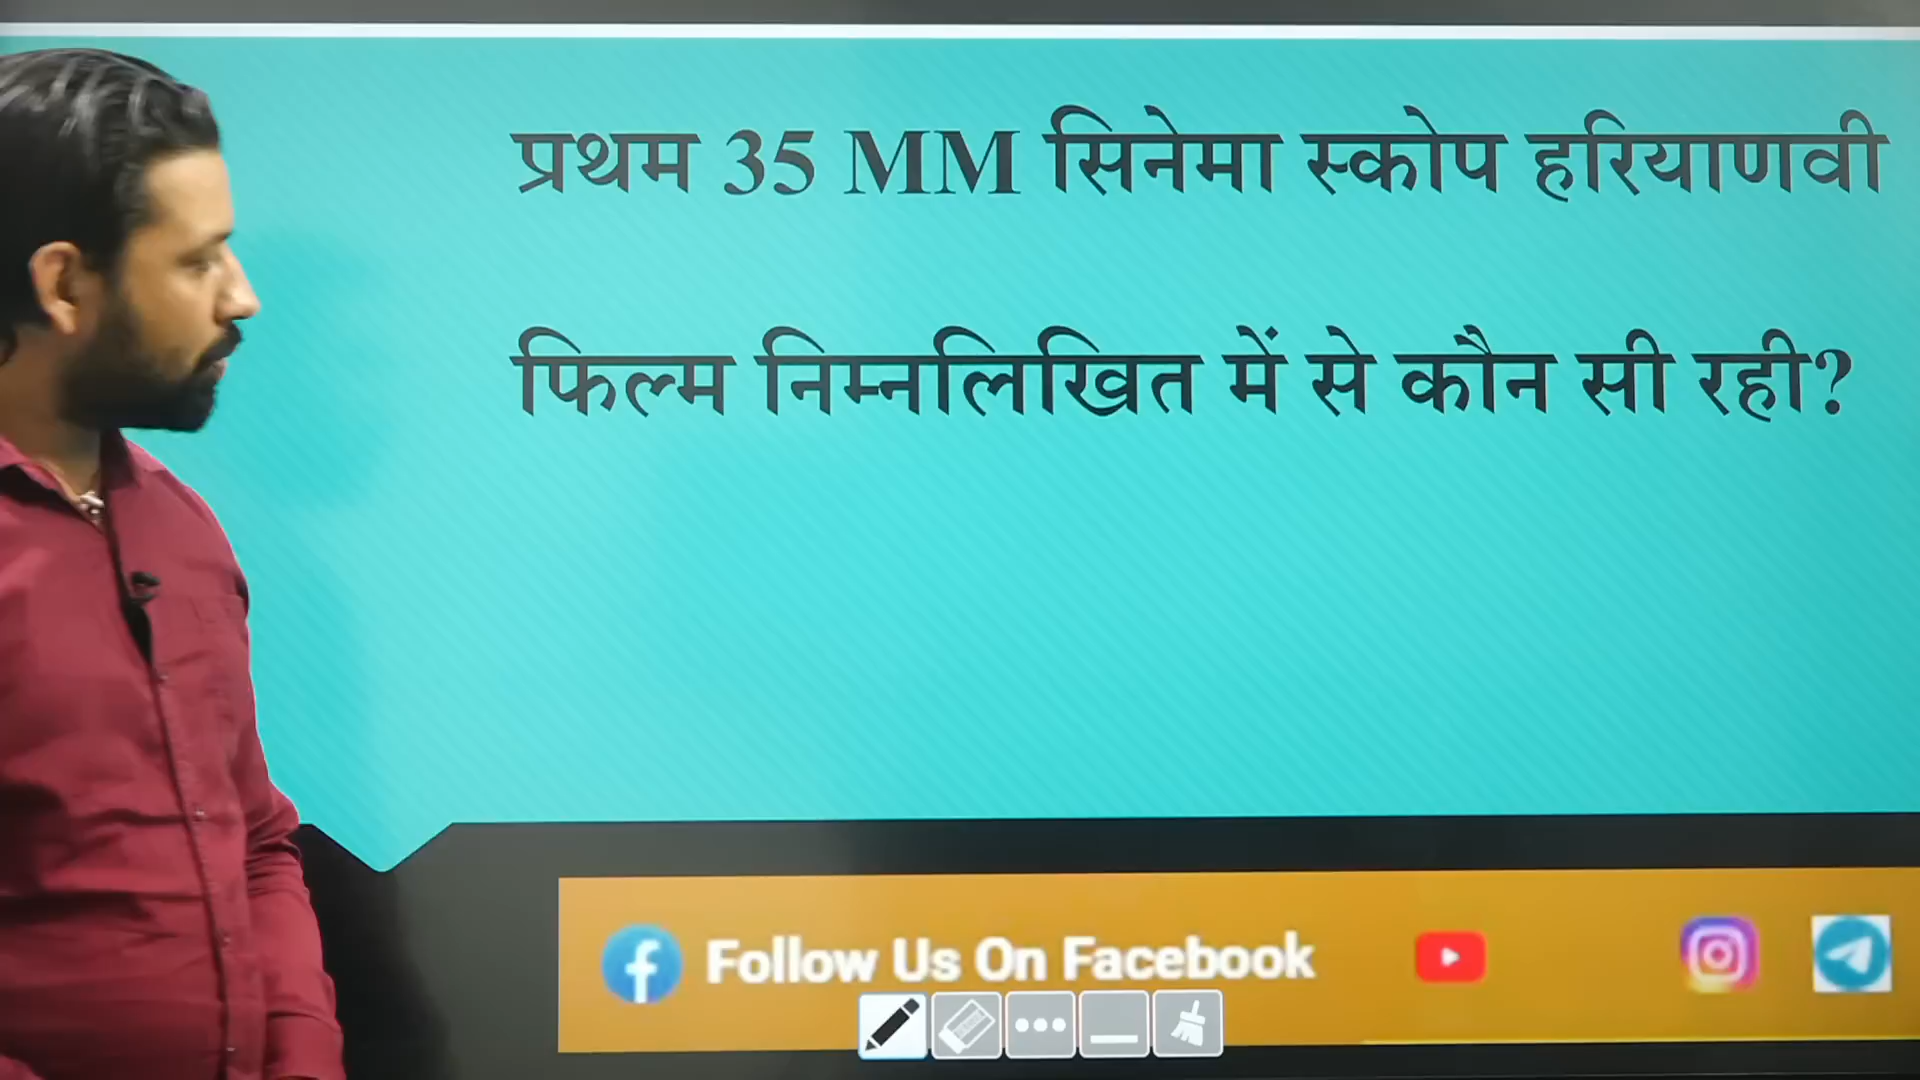 प्रथम 35 MM सिनेमा स्कोप हरियाणवी
फिल्म निम्नलिखित में से कौन सी रही?
Follow Us On Facebook